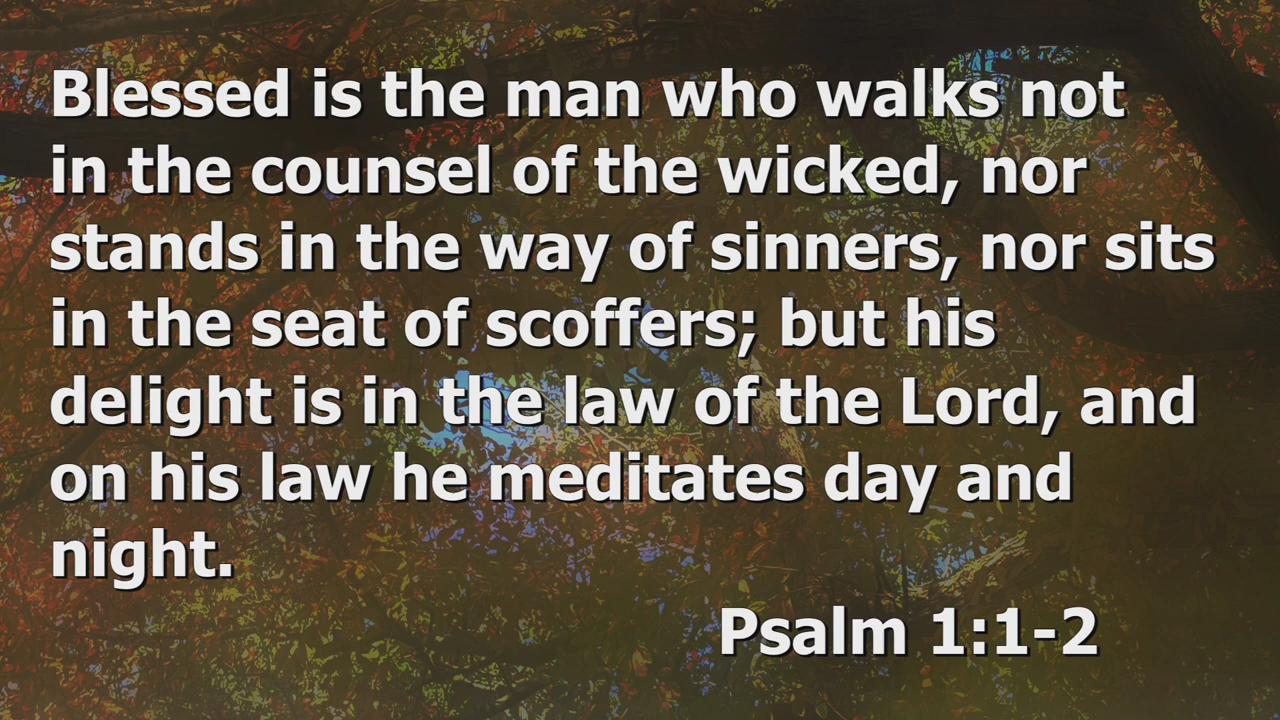 Blessed is the man who walks not
in the counsel of the wicked, nor
stands in the way of sinners, nor sits
in the seat of scoffers; but his
delight is in the law of the Lord, and
on his law he meditates day and
night.
Psalm 1:1-2